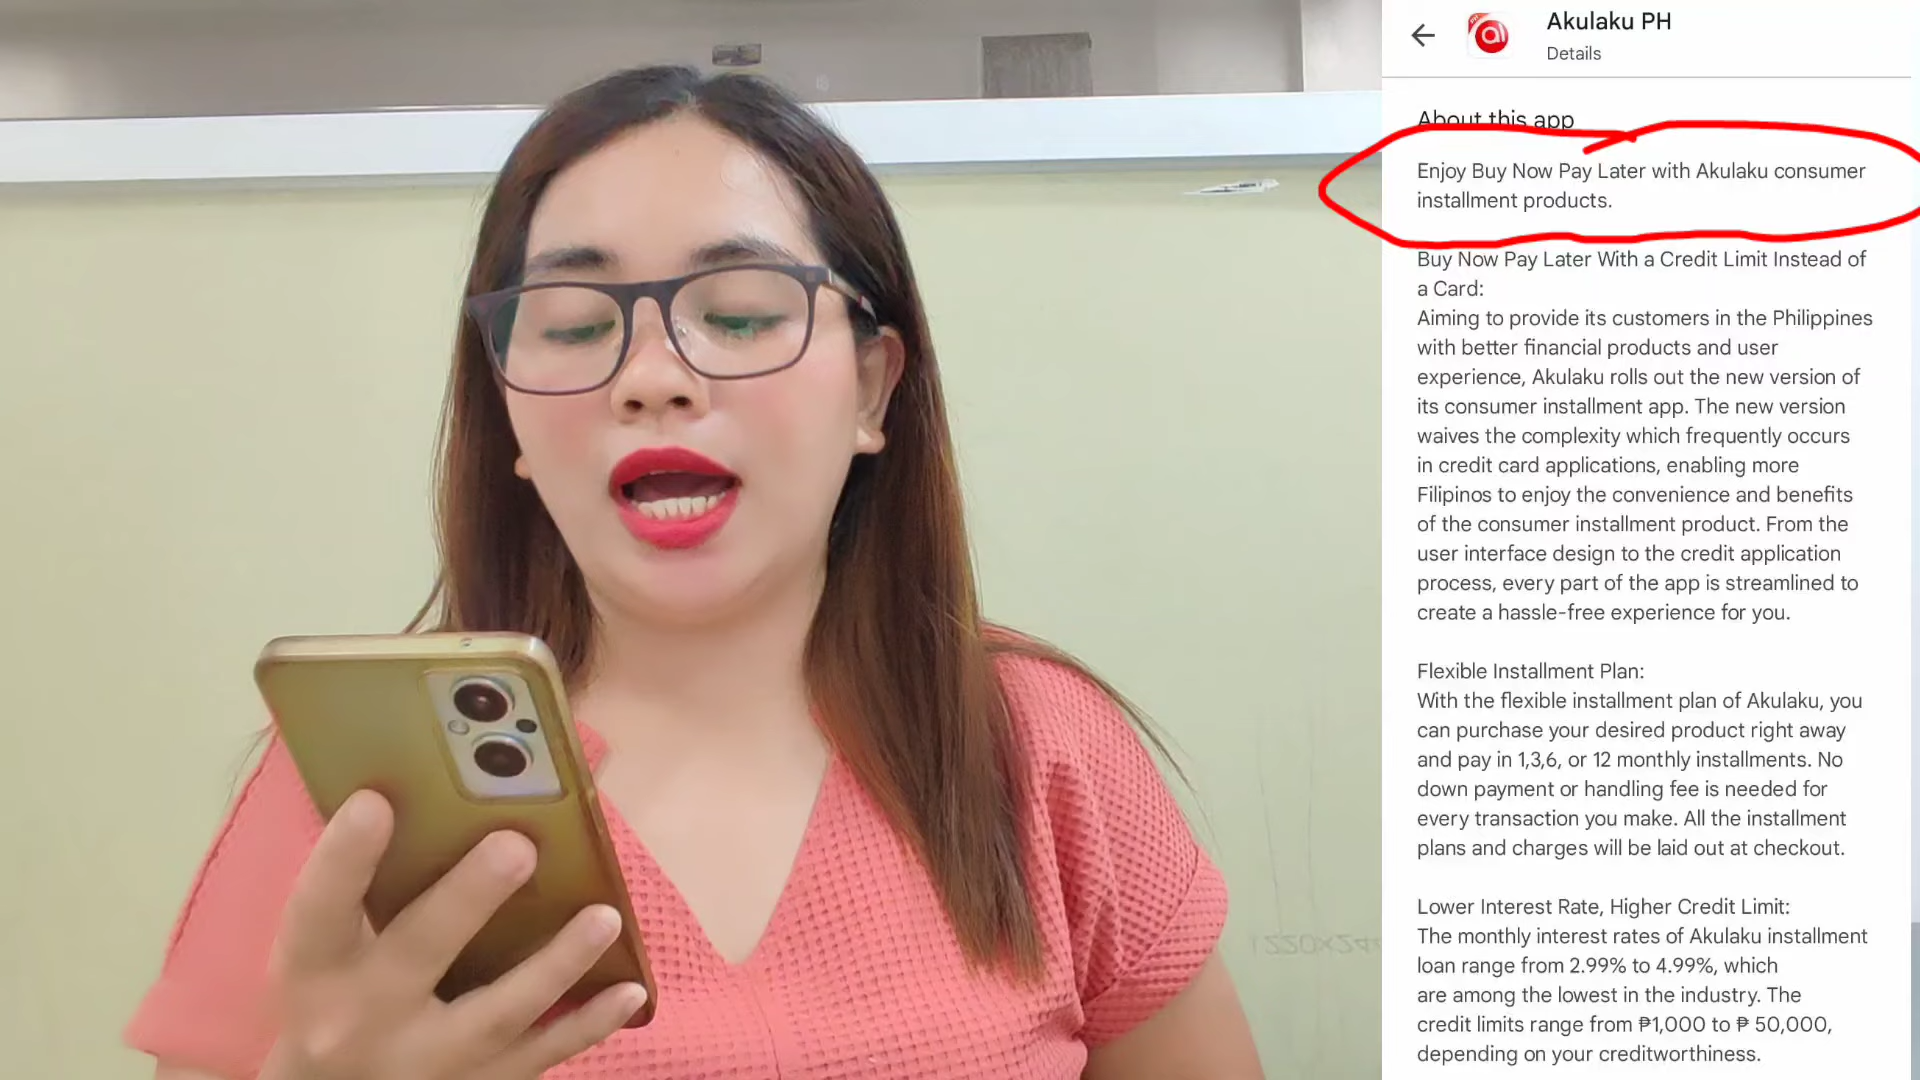 Akulaku PH
Details
About this app
Enjoy Buy Now Pay Later with Akulaku consumer
installment products.
Buy Now Pay Later With a Credit Limit Instead of
a Card:
Aiming to provide its customers in the Philippines
with better financial products and user
experience, Akulaku rolls out the new version of
its consumer installment app. The new version
waives the complexity which frequently occurs
in credit card applications, enabling more
Filipinos to enjoy the convenience and benefits
of the consumer installment product. From the
user interface design to the credit application
process, every part of the app is streamlined to
create a hassle-free experience for you.
Flexible Installment Plan:
With the flexible installment plan of Akulaku, you
can purchase your desired product right away
and pay in 1,3,6, or 12 monthly installments. No
down payment or handling fee is needed for
every transaction you make. All the installment
plans and charges will be laid out at checkout.
Lower Interest Rate, Higher Credit Limit:
The monthly interest rates of Akulaku installment
loan range from 2.99% to 4.99%, which
are among the lowest in the industry. The
credit limits range from ₱1,000 to ₱ 50,000,
depending on your creditworthiness.